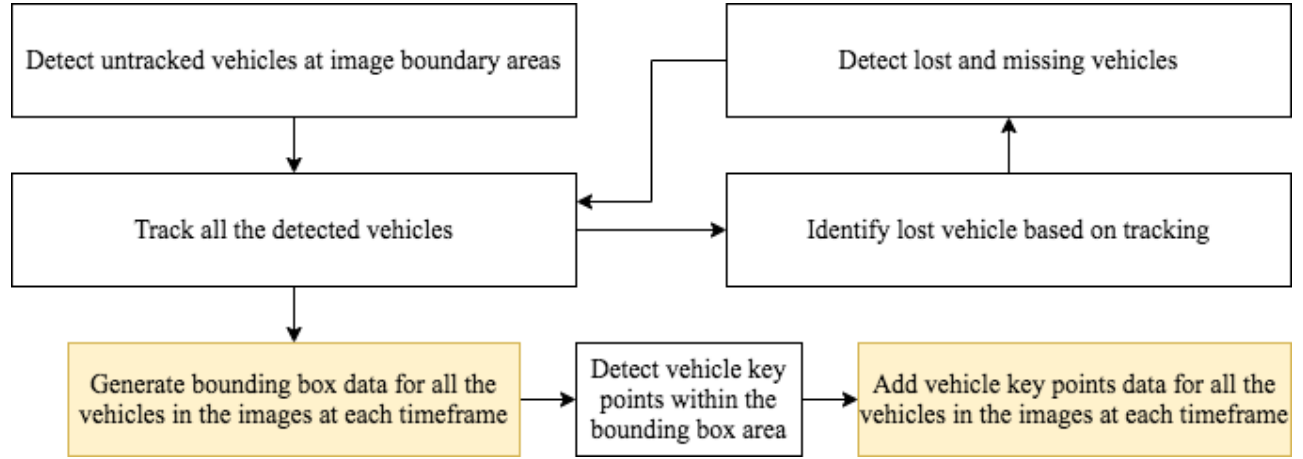 Detect untracked vehicles at image boundary areas
Detect lost and missing vehicles
Track all the detected vehicles
Identify lost vehicle based on tracking
Generate bounding box data for all the
vehicles in the images at each timeframe
Detect vehicle key
points within the
bounding box area
Add vehicle key points data for all the
vehicles in the images at each timeframe